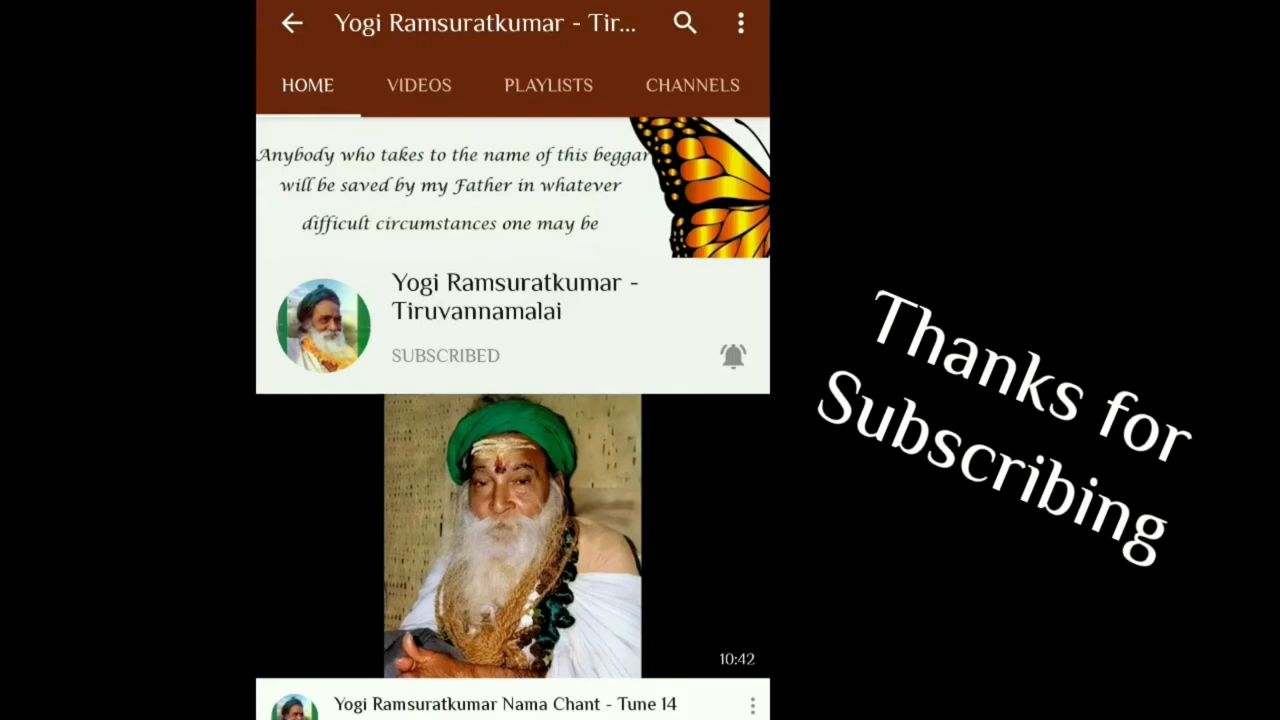 Yogi Ramsuratkumar - Tir...
HOME VIDEOS PLAYLISTS CHANNELS
Anybody who takes to the name of this beggar
will be saved by my Father in whatever
difficult circumstances one may be
Yogi Ramsuratkumar -
Tiruvannamalai
SUBSCRIBED
10:42
Yogi Ramsuratkumar Nama Chant - Tune 14
Thanks for
Subscribing